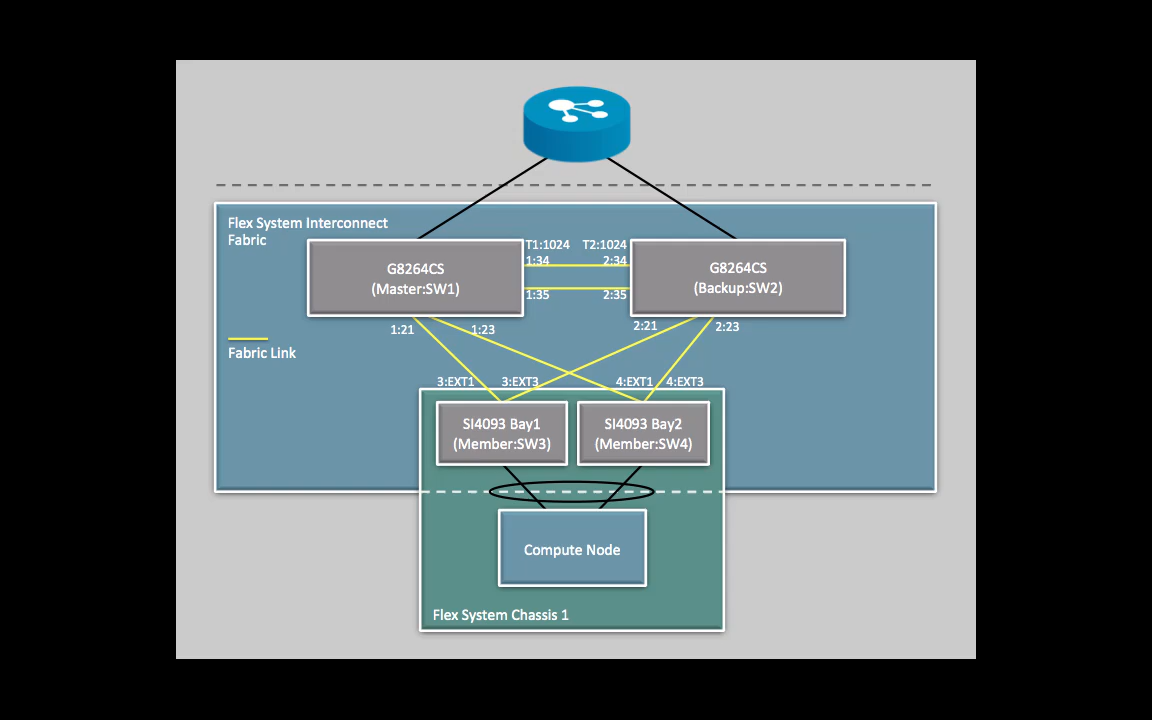 Flex System Interconnect
Fabric
T1:1024 T2:1024
1:34 2:34
G8264CS
(Master:SW1)
G8264CS
(Backup:SW2)
1:35 2:35
1:21 1:23 2:21 2:23
Fabric Link
3:EXT1 3:EXT3 4:EXT1 4:EXT3
SI4093 Bay1
(Member:SW3)
SI4093 Bay2
(Member:SW4)
Compute Node
Flex System Chassis 1